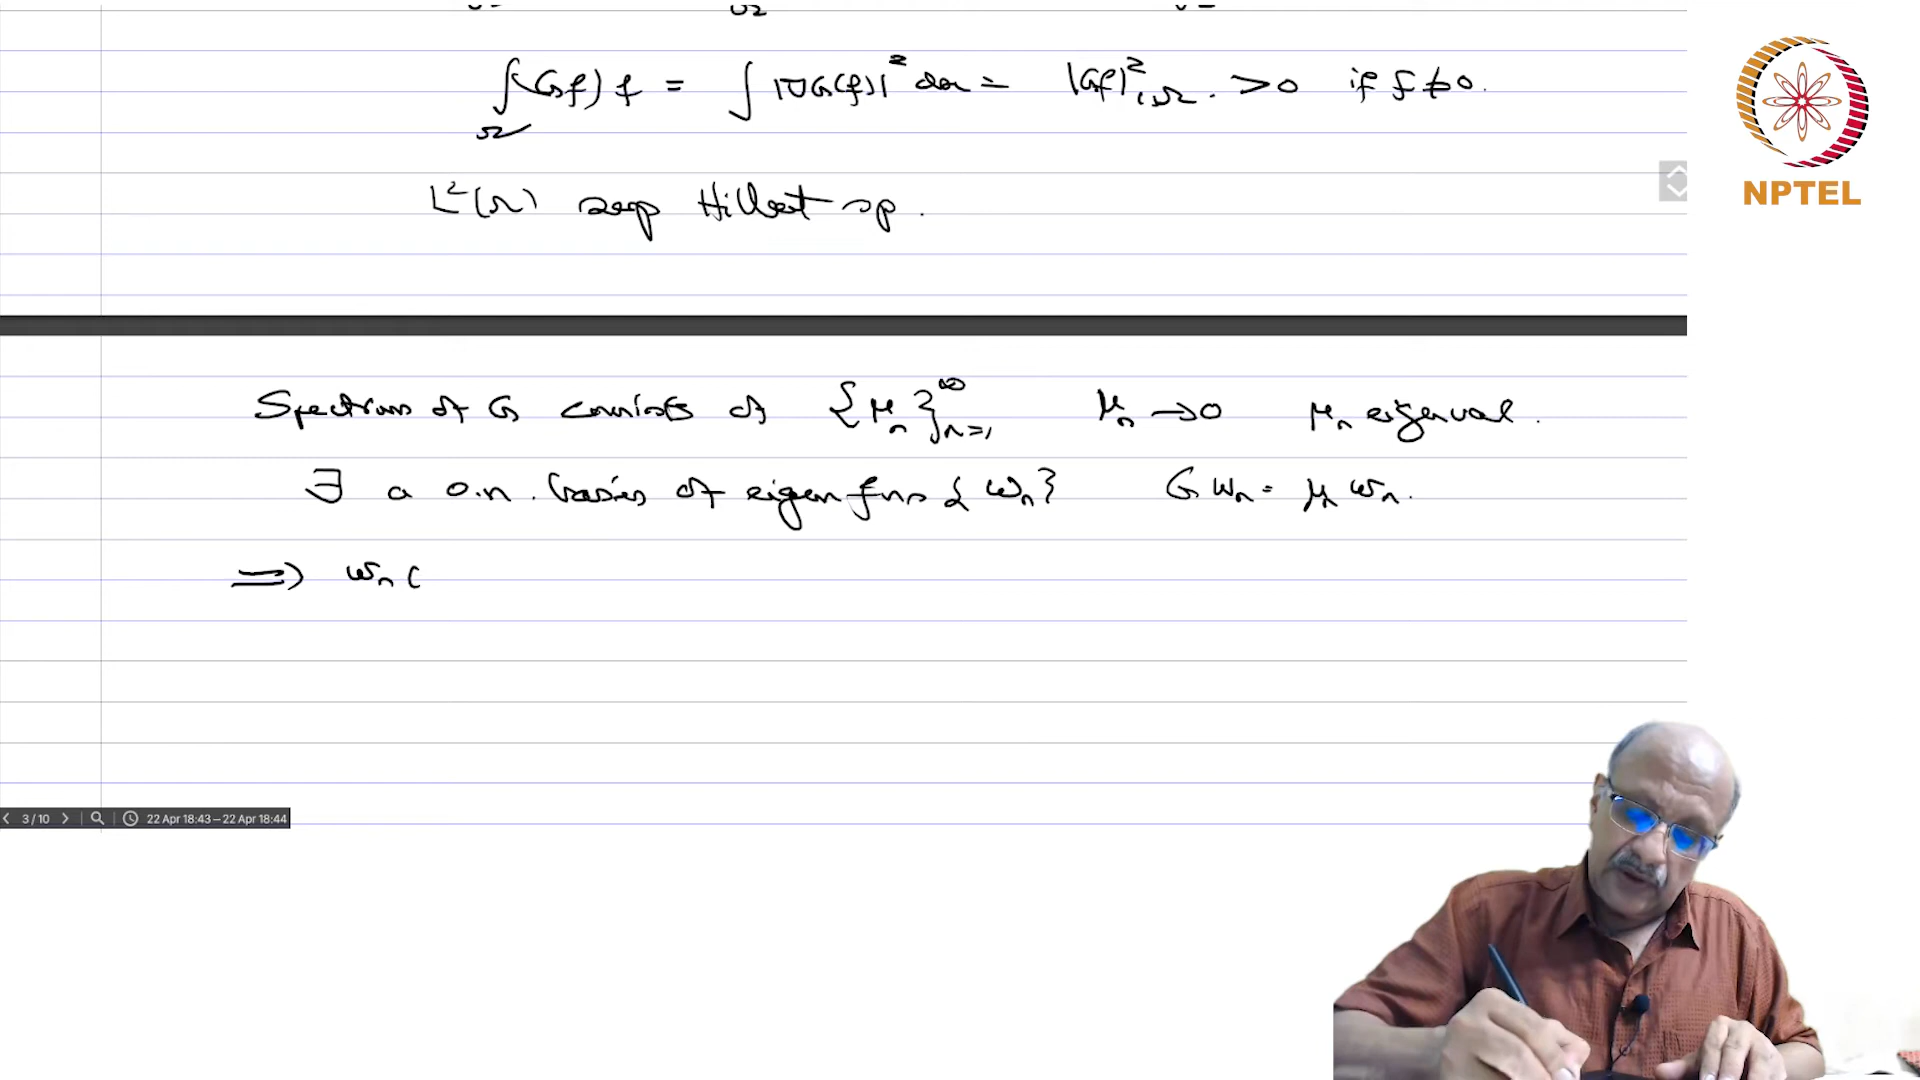 ∫_Ω (Gf) f = ∫ |∇G(f)|² dx = |Gf|²_{1,Ω} . > 0 if f ≠ 0.
L²(Ω) sep Hilbert sp.
NPTEL
Spectrum of G consists of {μ_n}_{n=1}^∞ μ_n → 0 μ_n eigenval.
∃ a o.n. basis of eigen fns { w_n } G w_n = μ_n w_n.
⟹ w_n (
3 / 10 22 Apr 18:43 – 22 Apr 18:44